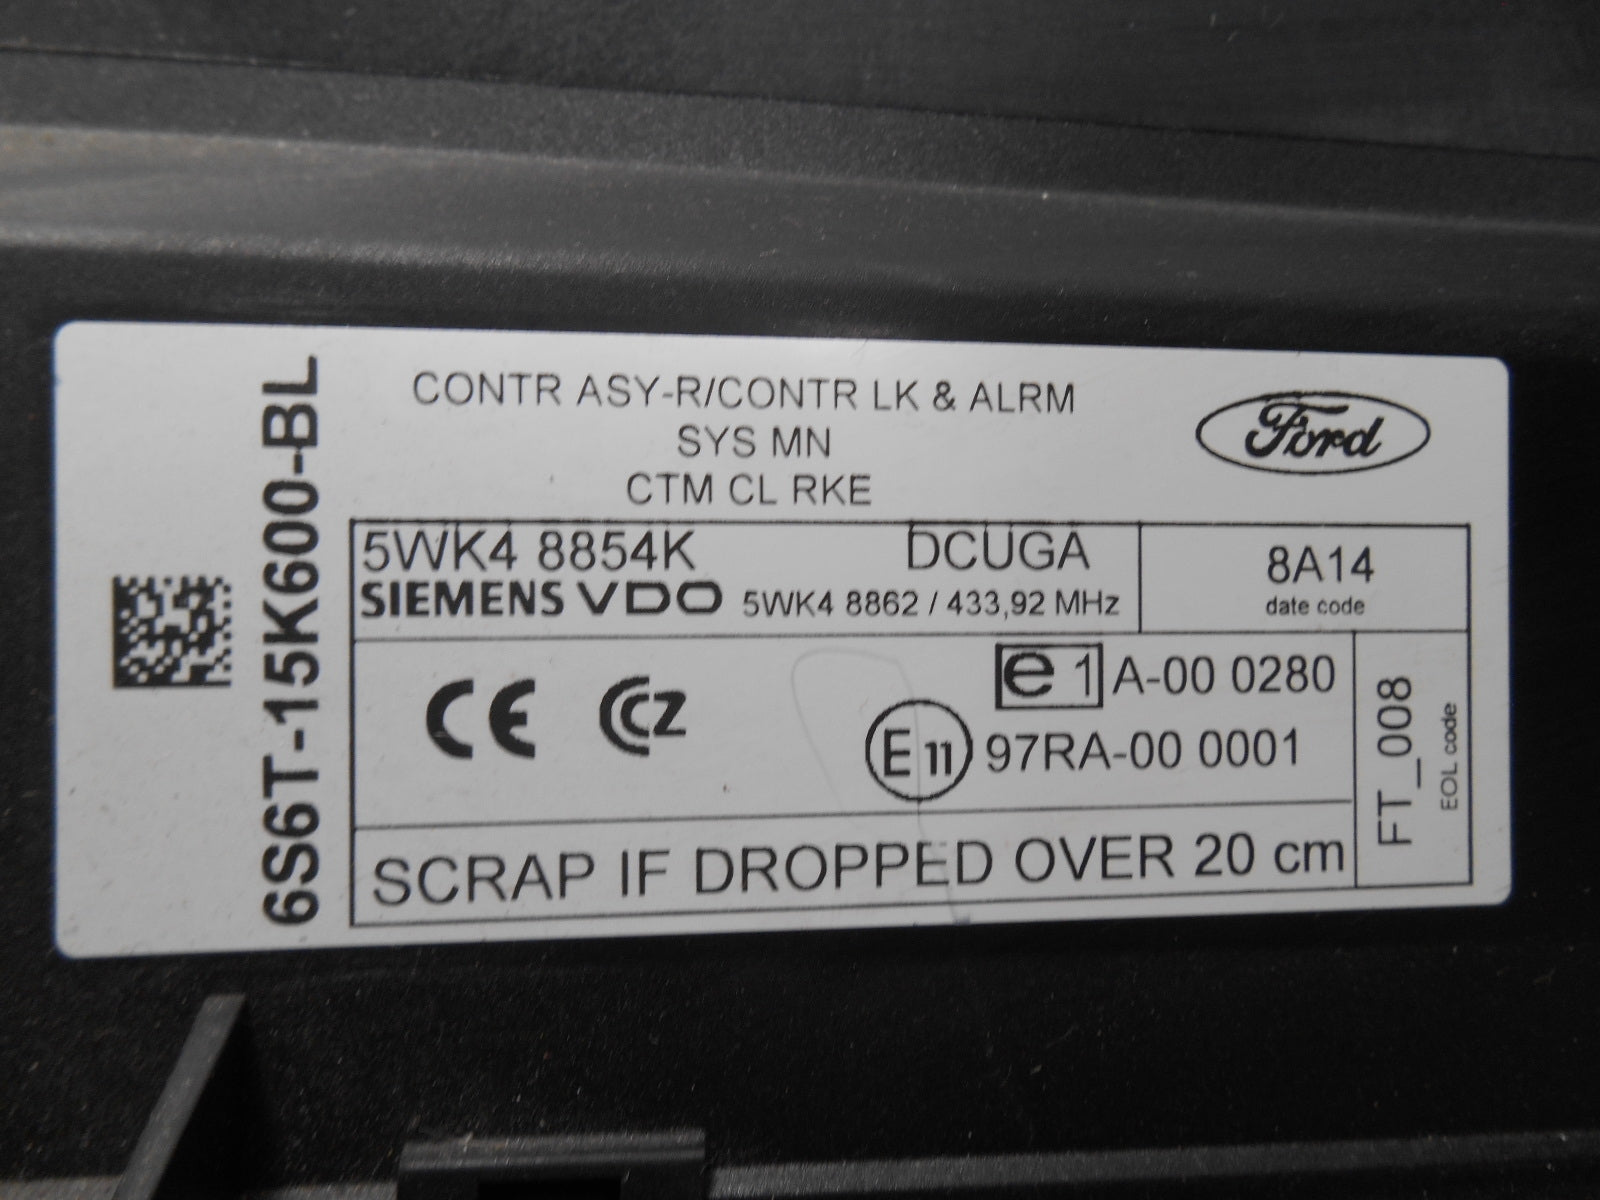 6S6T-15K600-BL
CONTR ASY-R/CONTR LK & ALRM
SYS MN
CTM CL RKE
Ford
5WK4 8854K DCUGA
SIEMENS VDO 5WK4 8862 / 433,92 MHz
8A14
date code
CE CCZ
e 1 A-00 0280
E 11 97RA-00 0001
FT_008
EOL code
SCRAP IF DROPPED OVER 20 cm